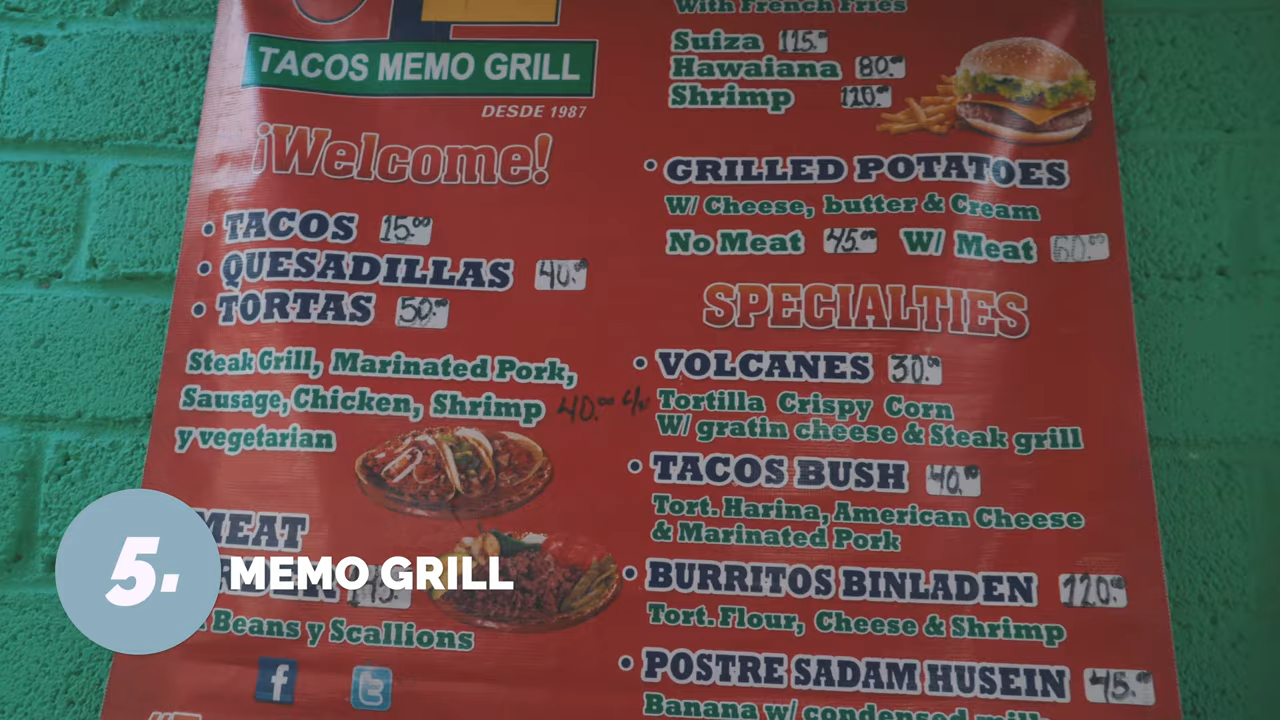 TACOS MEMO GRILL
DESDE 1987
¡Welcome!
• TACOS 15.00
• QUESADILLAS 40.00
• TORTAS 50.00
Steak Grill, Marinated Pork,
Sausage, Chicken, Shrimp 40.00 c/u
y vegetarian
MEAT
Beans y Scallions
With French Fries
Suiza 115.00
Hawaiana 80.00
Shrimp 120.00
• GRILLED POTATOES
W/ Cheese, butter & Cream
No Meat 45.00 W/ Meat 60.00
SPECIALTIES
• VOLCANES 30.00
Tortilla Crispy Corn
W/ gratin cheese & Steak grill
• TACOS BUSH 40.00
Tort. Harina, American Cheese
& Marinated Pork
• BURRITOS BINLADEN 120.00
Tort. Flour, Cheese & Shrimp
• POSTRE SADAM HUSEIN 45.00
Banana w/ condensed milk
5. MEMO GRILL